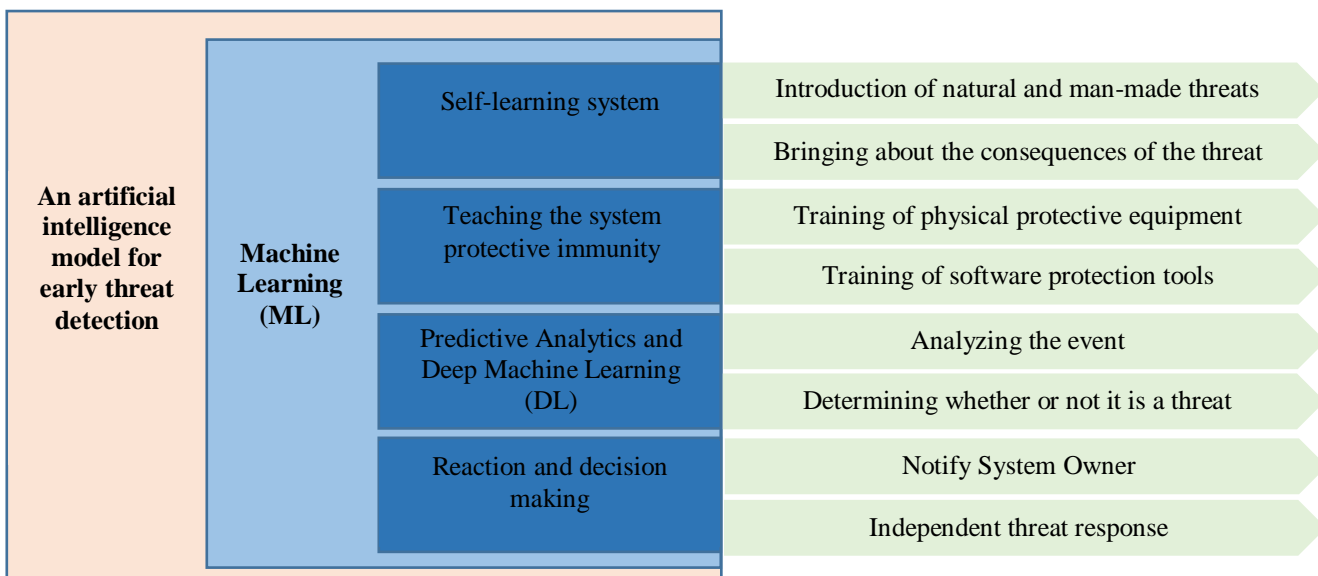 An artificial
intelligence
model for
early threat
detection
Machine
Learning
(ML)
Self-learning system
Introduction of natural and man-made threats
Bringing about the consequences of the threat
Teaching the system
protective immunity
Training of physical protective equipment
Training of software protection tools
Predictive Analytics and
Deep Machine Learning
(DL)
Analyzing the event
Determining whether or not it is a threat
Reaction and decision
making
Notify System Owner
Independent threat response